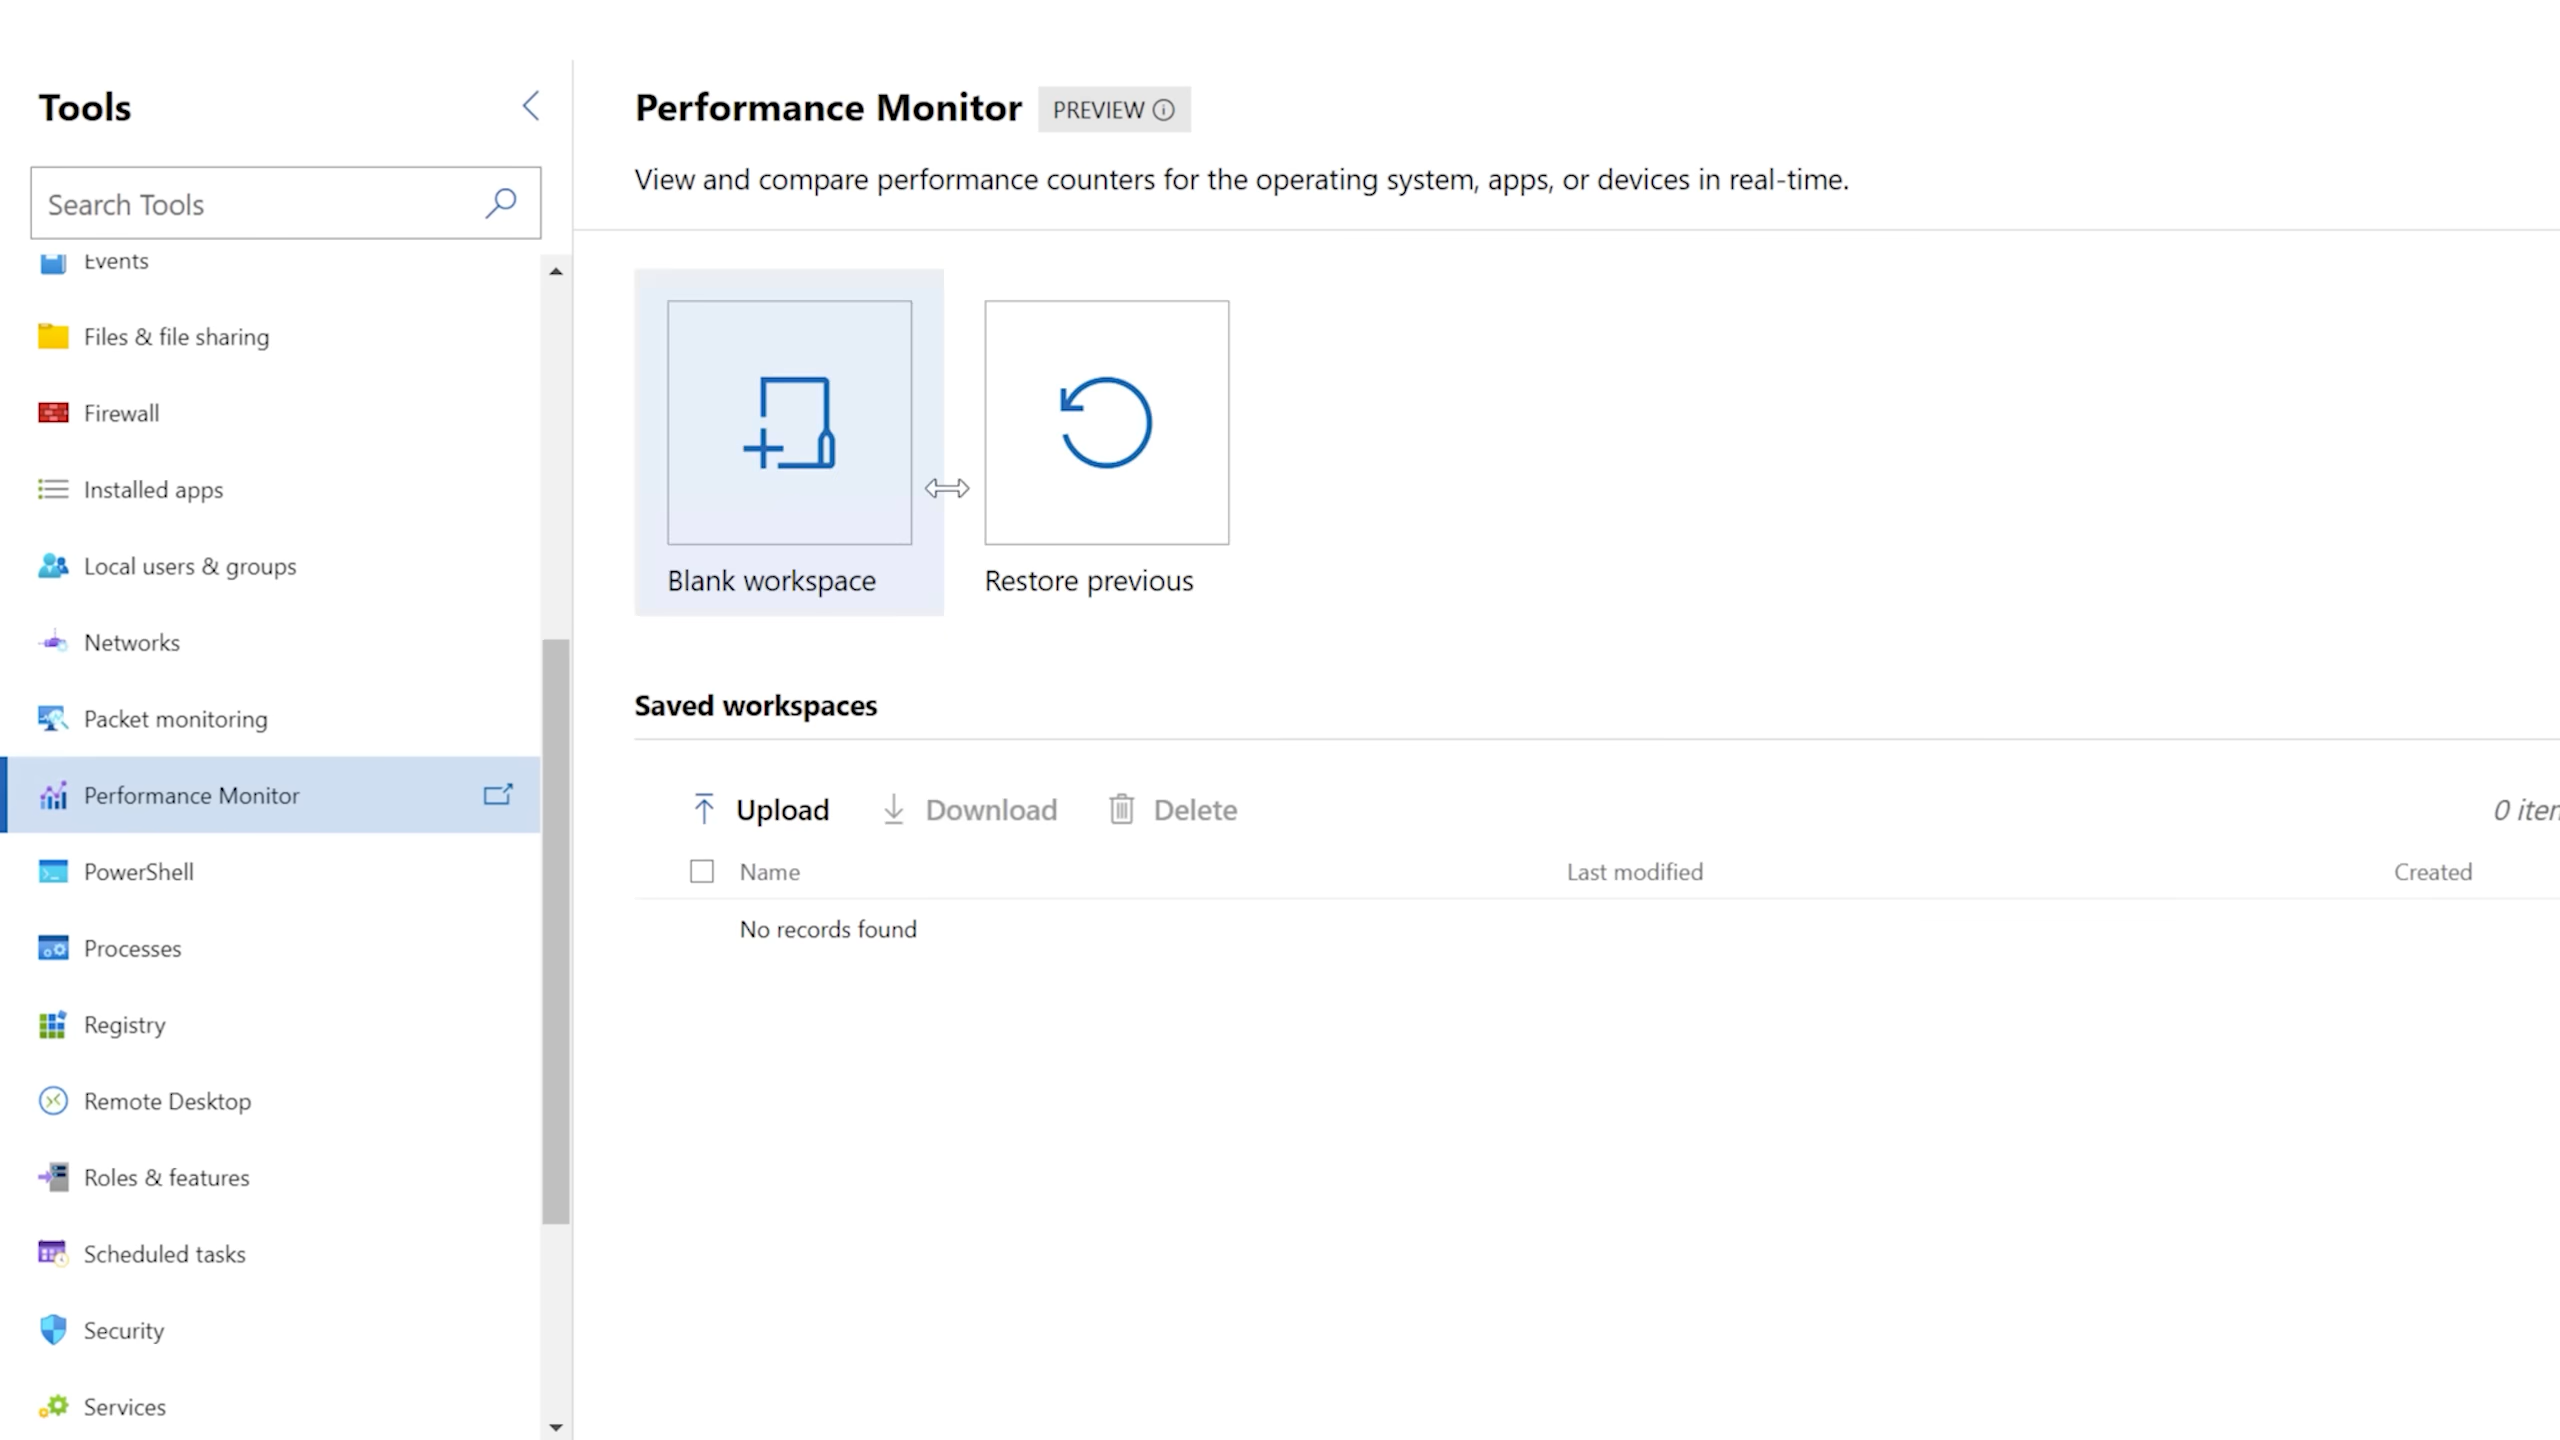 Tools
Search Tools
Events
Files & file sharing
Firewall
Installed apps
Local users & groups
Networks
Packet monitoring
Performance Monitor
PowerShell
Processes
Registry
Remote Desktop
Roles & features
Scheduled tasks
Security
Services
Performance Monitor PREVIEW
View and compare performance counters for the operating system, apps, or devices in real-time.
Blank workspace Restore previous
Saved workspaces
Upload Download Delete 0 
Name Last modified Created
No records found